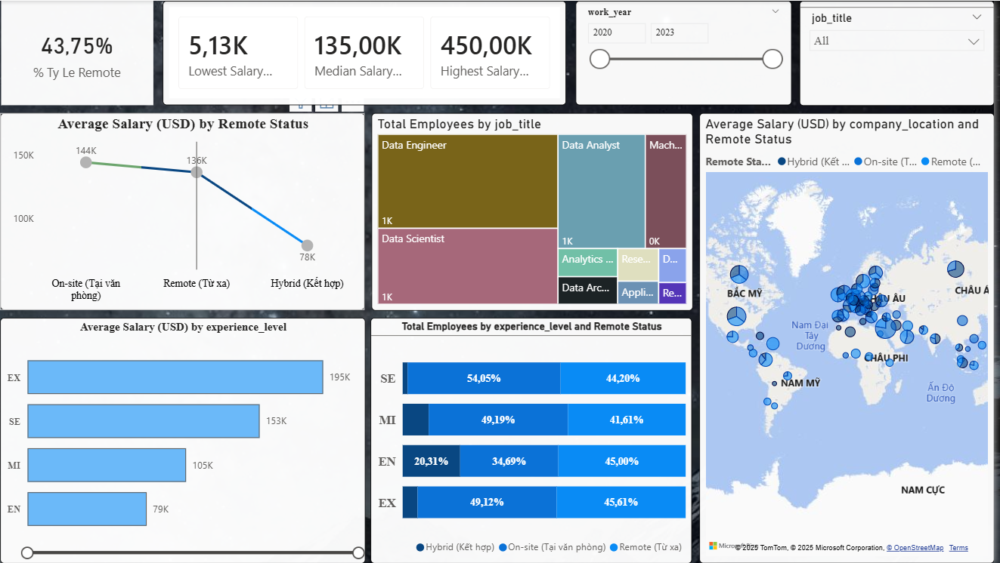 43,75%
% Ty Le Remote
5,13K
Lowest Salary...
135,00K
Median Salary...
450,00K
Highest Salary...
work_year
2020
2023
job_title
All
Average Salary (USD) by Remote Status
150K
100K
144K
136K
78K
On-site (Tại văn
phòng)
Remote (Từ xa)
Hybrid (Kết hợp)
Total Employees by job_title
Data Engineer
1K
Data Scientist
1K
Data Analyst
1K
Mach...
0K
Analytics ...
Rese...
D...
Data Arc...
Appli...
Re...
Average Salary (USD) by company_location and
Remote Status
Remote Sta... Hybrid (Kết ... On-site (T... Remote (...
BẮC MỸ
CHÂU ÂU
CHÂU Á
Nam Đại
Tây
Dương
CHÂU PHI
NAM MỸ
Ấn Độ
Dương
NAM CỰC
© 2025 TomTom, © 2025 Microsoft Corporation, © OpenStreetMap Terms
Average Salary (USD) by experience_level
EX 195K
SE 153K
MI 105K
EN 79K
Total Employees by experience_level and Remote Status
SE 54,05% 44,20%
MI 49,19% 41,61%
EN 20,31% 34,69% 45,00%
EX 49,12% 45,61%
Hybrid (Kết hợp) On-site (Tại văn phòng) Remote (Từ xa)